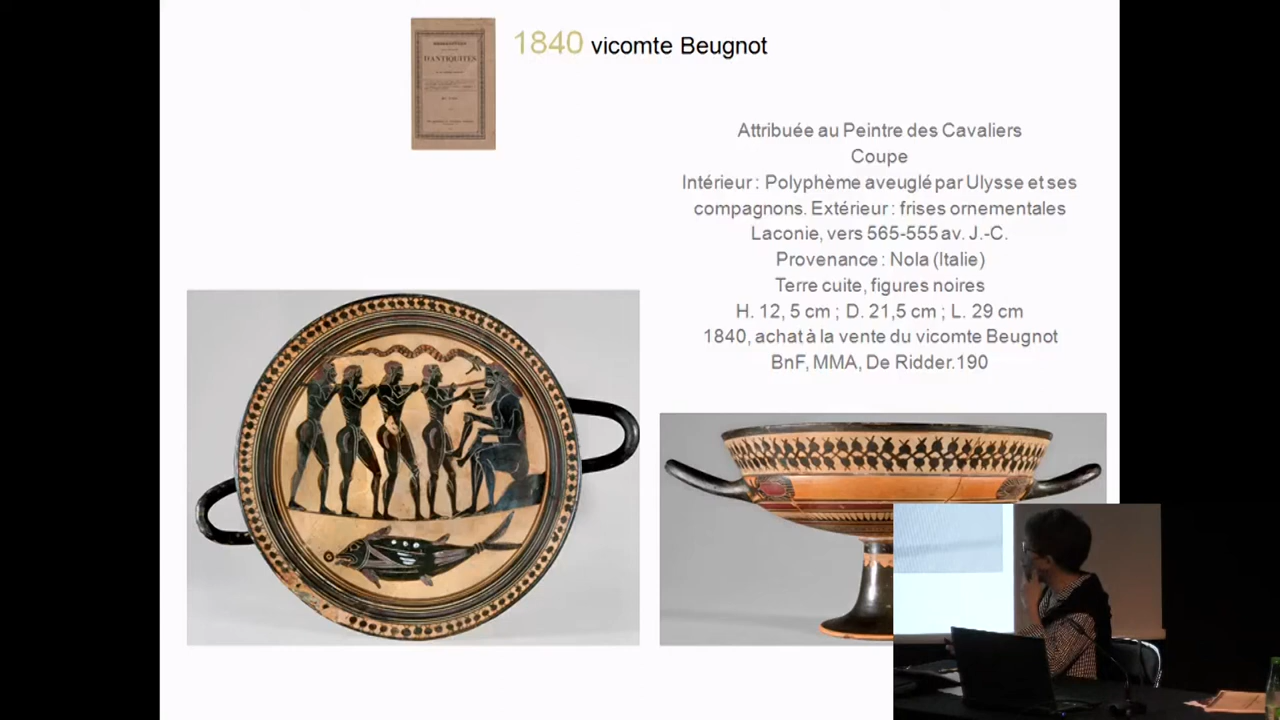 D'ANTIQUITÉS
1840 vicomte Beugnot
Attribuée au Peintre des Cavaliers
Coupe
Intérieur : Polyphème aveuglé par Ulysse et ses
compagnons. Extérieur : frises ornementales
Laconie, vers 565-555 av. J.-C.
Provenance : Nola (Italie)
Terre cuite, figures noires
H. 12, 5 cm ; D. 21,5 cm ; L. 29 cm
1840, achat à la vente du vicomte Beugnot
BnF, MMA, De Ridder.190